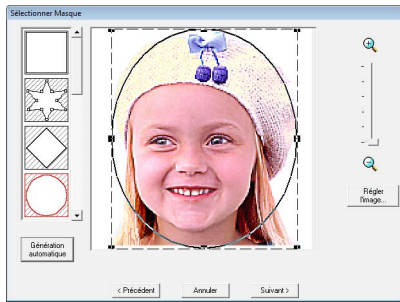 Sélectionner Masque
Régler
l'image...
Génération
automatique
< Précédent
Annuler
Suivant >